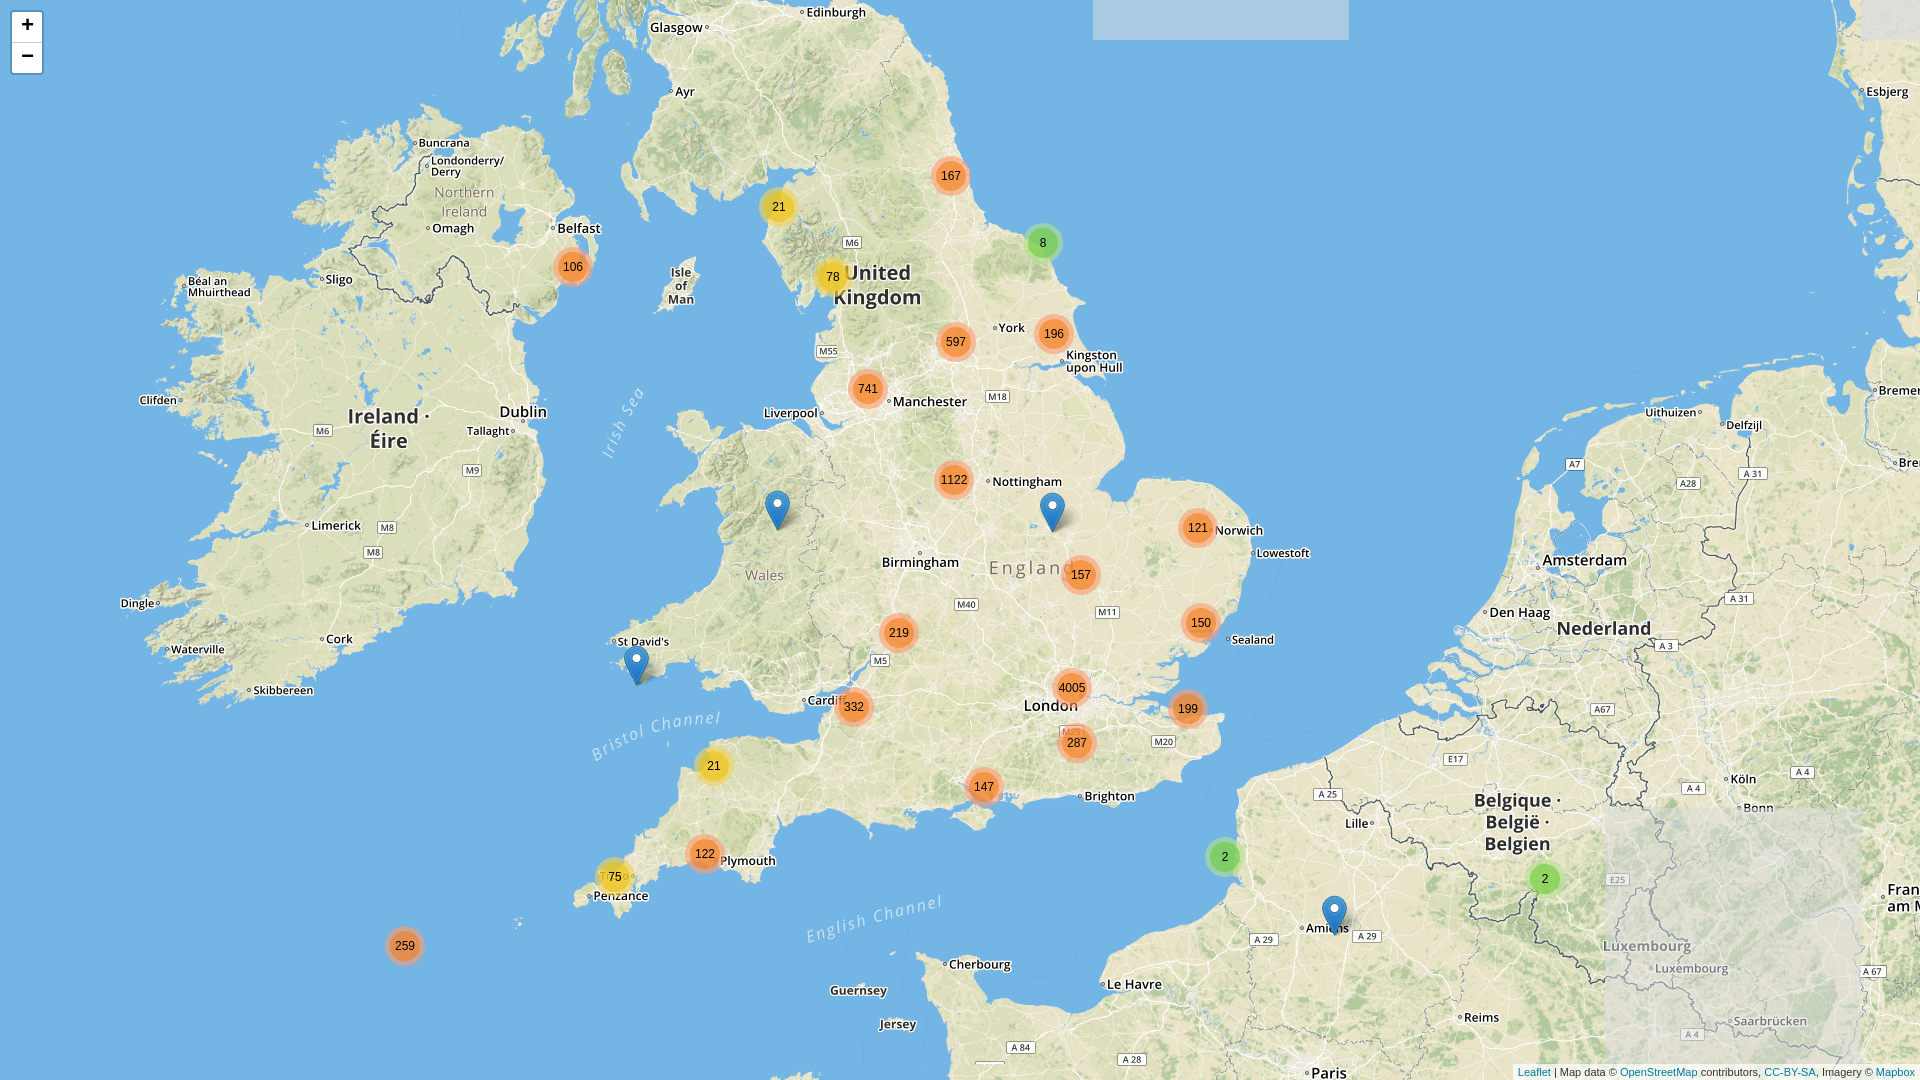 +
−
Edinburgh
Glasgow
Ayr
Esbjerg
Buncrana
Londonderry/
Derry
167
Northern
Ireland
21
Omagh
Belfast
8
M6
106
78
United
Kingdom
Isle
of
Man
Sligo
Béal an
Mhuirthead
York
196
597
M55
Kingston
upon Hull
741
M18
Bremer
Clifden
Manchester
Liverpool
Dublin
Ireland ·
Éire
M6
Tallaght
Irish Sea
Uithuizen
Delfzijl
A7
A 31
Bre
M9
1122
Nottingham
A28
Limerick
M8
M8
121
Norwich
Lowestoft
Birmingham
England
157
Wales
Amsterdam
Dingle
M40
M11
A 31
Den Haag
150
Nederland
219
Cork
St David's
Sealand
A 3
Waterville
M5
4005
Skibbereen
Cardiff
332
London
199
A67
Bristol Channel
M25
287
M20
E17
21
A 4
Köln
147
Brighton
A 25
A 4
Belgique ·
België ·
Belgien
Bonn
Lille
122
Plymouth
2
75
2
E25
Penzance
Fran
am M
English Channel
Amiens
A 29
A 29
259
Luxembourg
Luxembourg
Cherbourg
A 67
Le Havre
Guernsey
Reims
Jersey
Saarbrücken
A 4
A 84
A 28
Paris
Leaflet | Map data © OpenStreetMap contributors, CC-BY-SA, Imagery © Mapbox